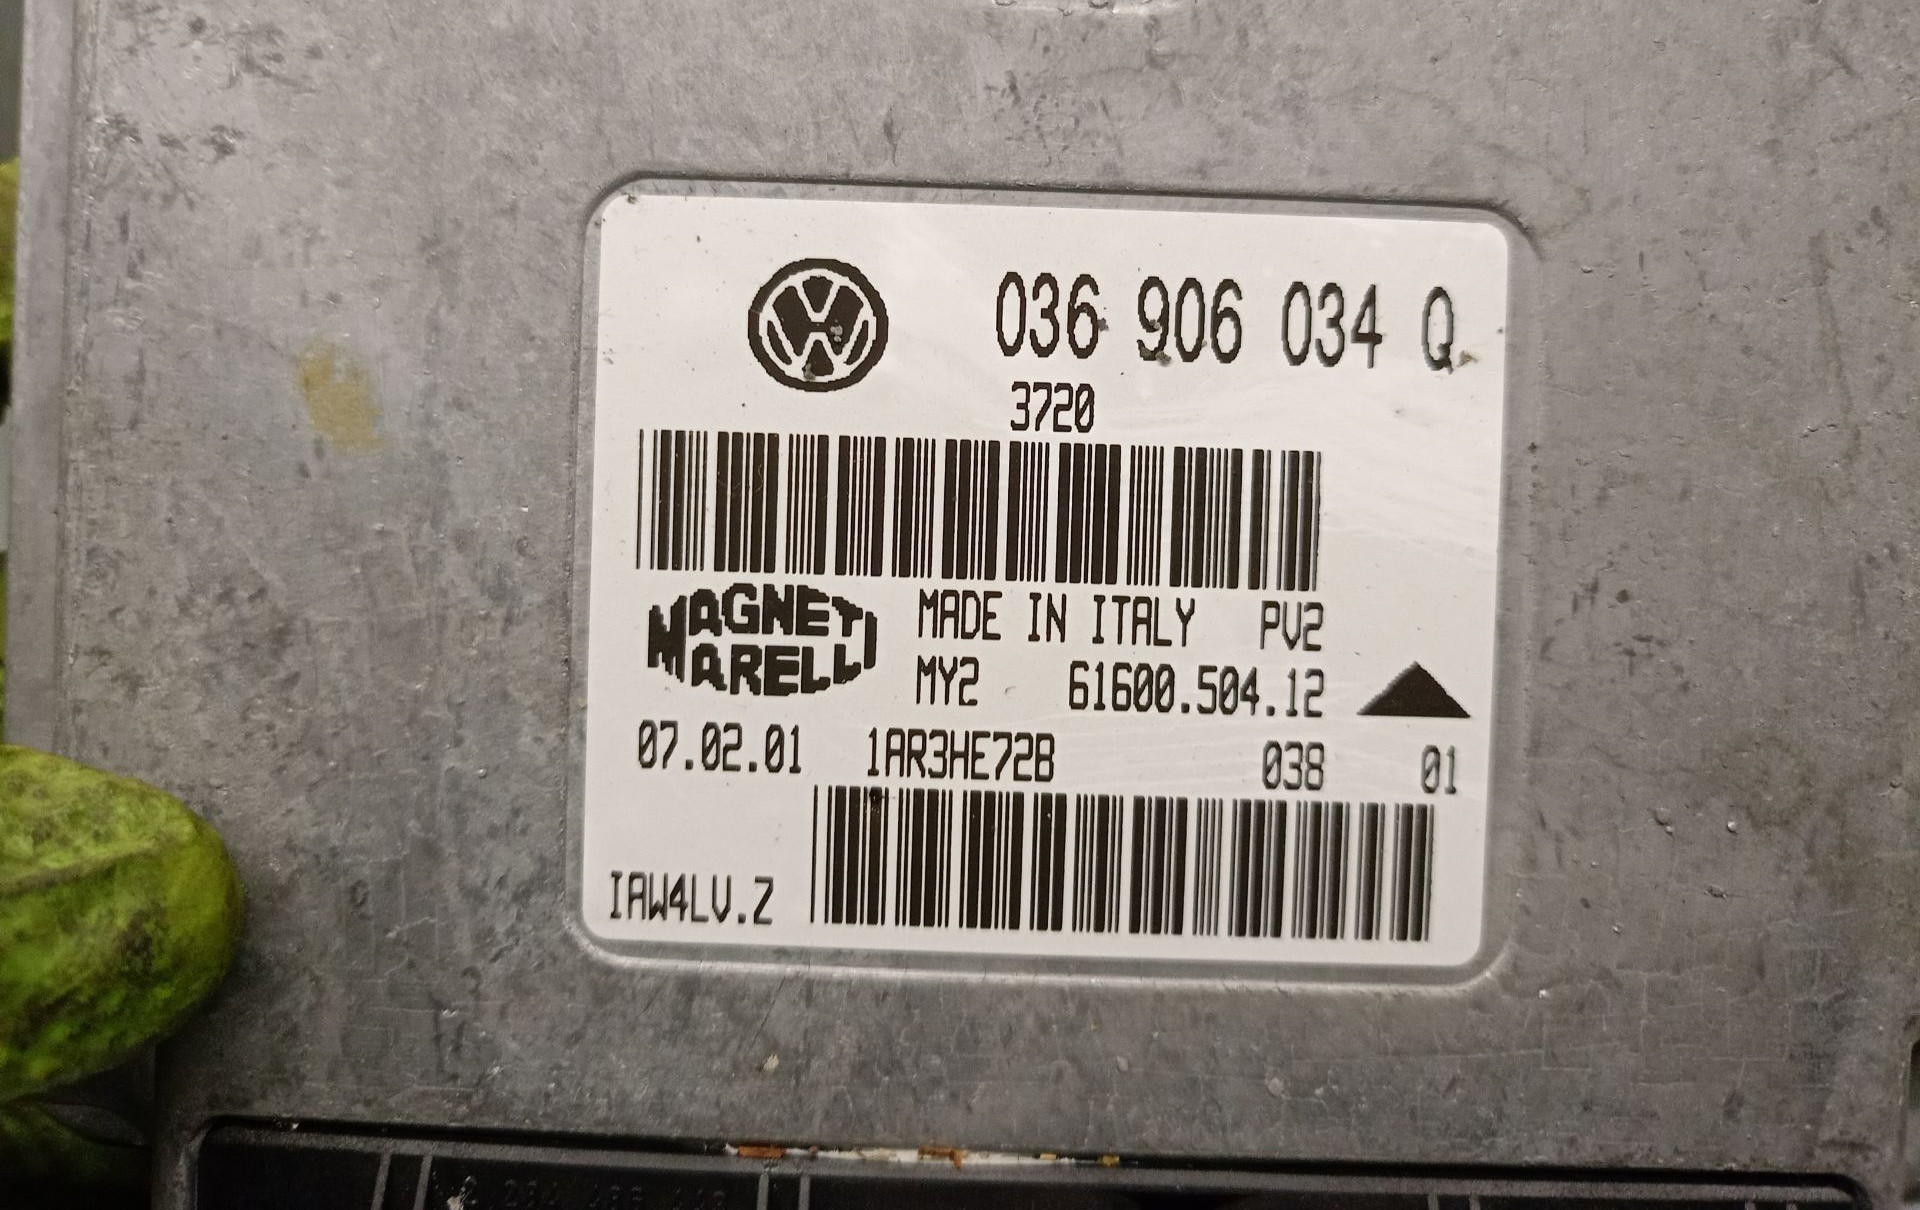 036 906 034 Q
3720
MAGNETI MARELLI
MADE IN ITALY PV2
MY2 61600.504.12
07.02.01 1AR3HE72B 038 01
IAW4LV.Z